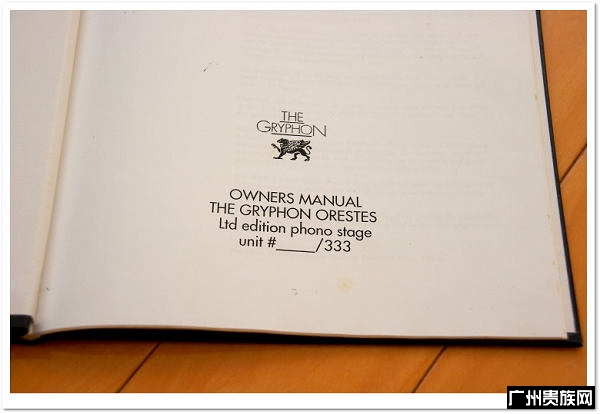 THE
GRYPHON
OWNERS MANUAL
THE GRYPHON ORESTES
Ltd edition phono stage
unit #_____/333
广州贵族网